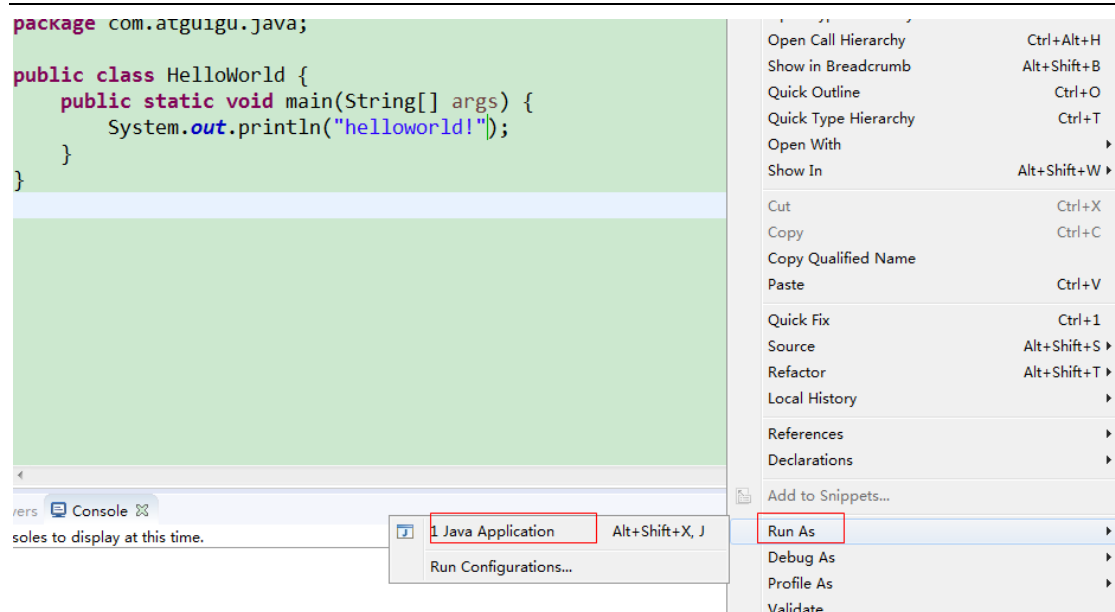 package com.atguigu.java;
public class HelloWorld {
public static void main(String[] args) {
System.out.println("helloworld!");
}
}
Open Call Hierarchy Ctrl+Alt+H
Show in Breadcrumb Alt+Shift+B
Quick Outline Ctrl+O
Quick Type Hierarchy Ctrl+T
Open With
Show In Alt+Shift+W
Cut Ctrl+X
Copy Ctrl+C
Copy Qualified Name
Paste Ctrl+V
Quick Fix Ctrl+1
Source Alt+Shift+S
Refactor Alt+Shift+T
Local History
References
Declarations
Add to Snippets...
Run As
Debug As
Profile As
Validate
vers Console
soles to display at this time.
1 Java Application Alt+Shift+X, J
Run Configurations...